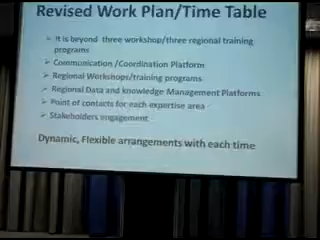 Revised Work Plan/Time Table
➢ It is beyond three workshop/three regional training
programs
➢ Communication /Coordination Platform
➢ Regional Workshops/training programs
➢ Regional Data and knowledge Management Platforms
➢ Point of contacts for each expertise area
➢ Stakeholders engagement
Dynamic, Flexible arrangements with each time